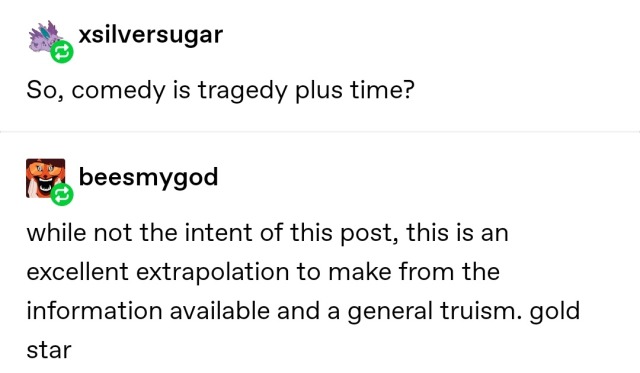 xsilversugar
So, comedy is tragedy plus time?
beesmygod
while not the intent of this post, this is an
excellent extrapolation to make from the
information available and a general truism. gold
star